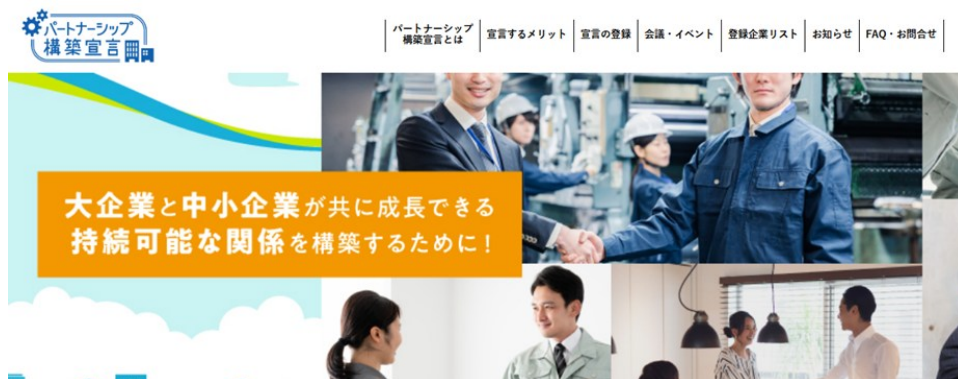 パートナーシップ
構築宣言
パートナーシップ
構築宣言とは
宣言するメリット
宣言の登録
会議・イベント
登録企業リスト
お知らせ
FAQ・お問合せ
大企業と中小企業が共に成長できる
持続可能な関係を構築するために!